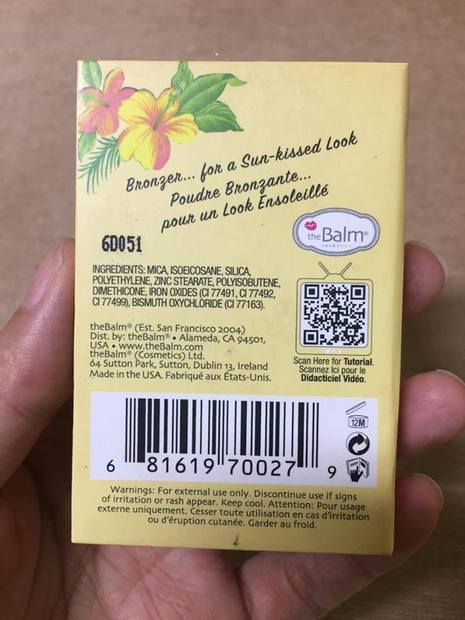 Bronzer... for a Sun-kissed Look
Poudre Bronzante...
pour un Look Ensoleillé
6D051
theBalm®
cosmetics
INGREDIENTS: MICA, ISOEICOSANE, SILICA,
POLYETHYLENE, ZINC STEARATE, POLYISOBUTENE,
DIMETHICONE, IRON OXIDES (CI 77491, CI 77492,
CI 77499), BISMUTH OXYCHLORIDE (CI 77163).
theBalm® (Est. San Francisco 2004)
Dist. by: theBalm® • Alameda, CA 94501,
USA • www.theBalm.com
theBalm® (Cosmetics) Ltd.
64 Sutton Park, Sutton, Dublin 13, Ireland
Made in the USA. Fabriqué aux États-Unis.
Scan Here for Tutorial.
Scannez Ici pour le
Didacticiel Vidéo.
12M
6 81619 70027 9
Warnings: For external use only. Discontinue use if signs
of irritation or rash appear. Keep cool. Attention: Pour usage
externe uniquement. Cesser toute utilisation en cas d'irritation
ou d'éruption cutanée. Garder au froid.